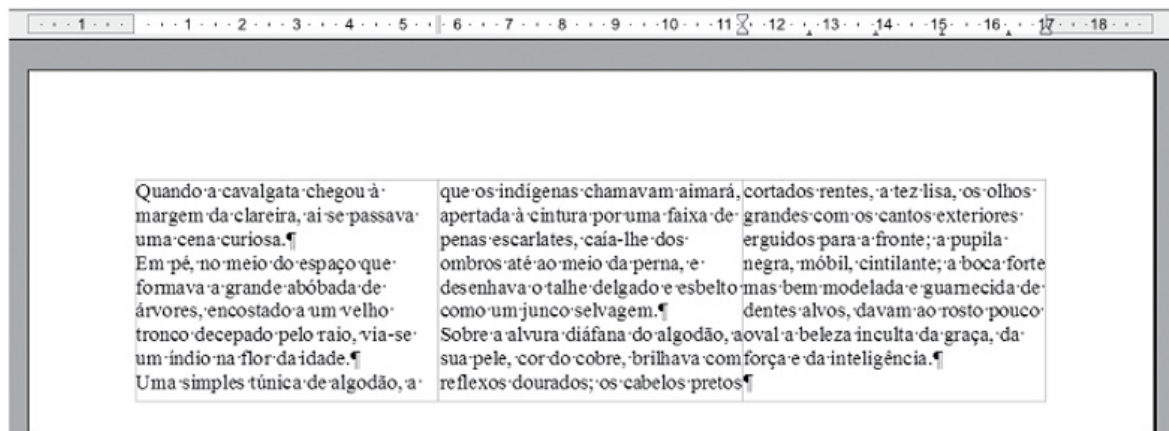 1 1 2 3 4 5 6 7 8 9 10 11 12 13 14 15 16 17 18
Quando a cavalgata chegou à
margem da clareira, ai se passava
uma cena curiosa.¶
Em pé, no meio do espaço que
formava a grande abóbada de
árvores, encostado a um velho
tronco decepado pelo raio, via-se
um índio na flor da idade.¶
Uma simples túnica de algodão, a
que os indígenas chamavam aimará,
apertada à cintura por uma faixa de
penas escarlates, caía-lhe dos
ombros até ao meio da perna, e
desenhava o talhe delgado e esbelto
como um junco selvagem.¶
Sobre a alvura diáfana do algodão, a
sua pele, cor do cobre, brilhava com
reflexos dourados; os cabelos pretos
cortados rentes, a tez lisa, os olhos
grandes com os cantos exteriores
erguidos para a fronte; a pupila
negra, móbil, cintilante; a boca forte
mas bem modelada e guarnecida de
dentes alvos, davam ao rosto pouco
oval a beleza inculta da graça, da
força e da inteligência.¶
¶